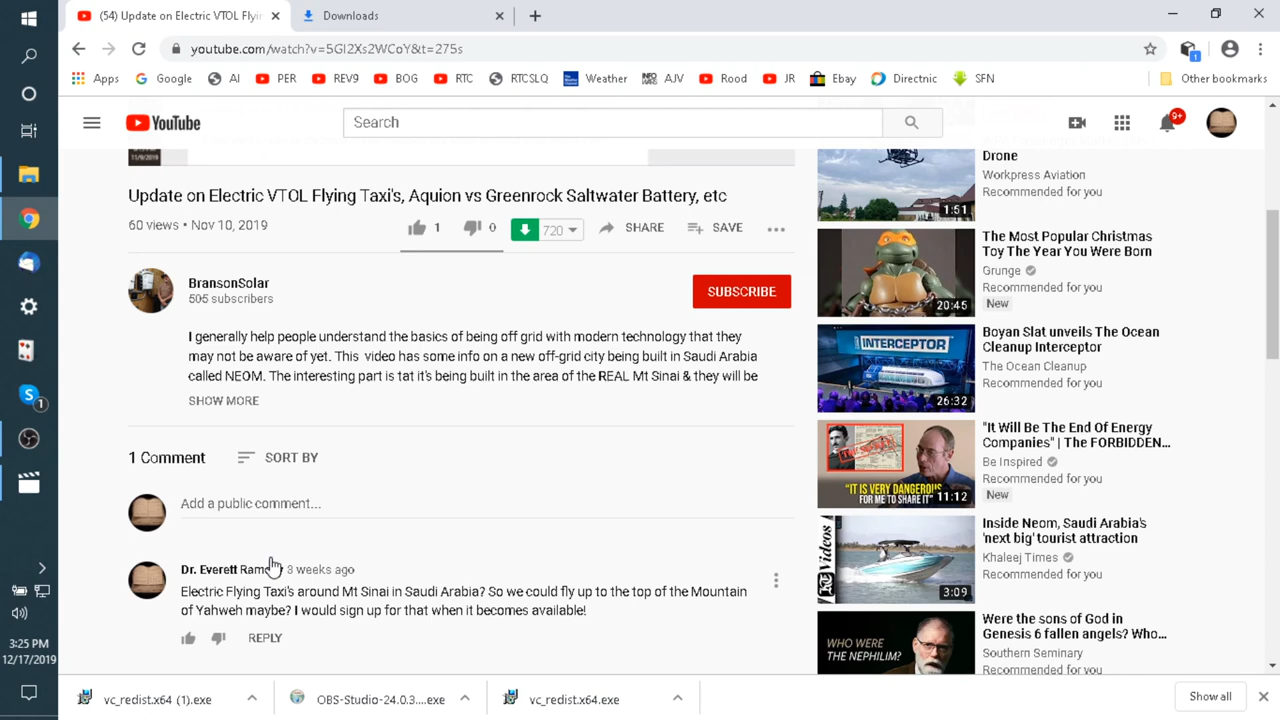 (54) Update on Electric VTOL Flyin
Downloads
youtube.com/watch?v=5GI2Xs2WCoY&t=275s
1
Apps Google AI PER REV9 BOG RTC RTCSLQ Weather AJV Rood JR Ebay Directnic SFN Other bookmarks
YouTube
Search
9+
11/9/2019
Update on Electric VTOL Flying Taxi's, Aquion vs Greenrock Saltwater Battery, etc
60 views • Nov 10, 2019
1 0 720 SHARE SAVE
BransonSolar
505 subscribers
SUBSCRIBE
I generally help people understand the basics of being off grid with modern technology that they
may not be aware of yet. This video has some info on a new off-grid city being built in Saudi Arabia
called NEOM. The interesting part is tat it's being built in the area of the REAL Mt Sinai & they will be
SHOW MORE
1 Comment SORT BY
Add a public comment...
Dr. Everett 3 weeks ago
Electric Flying Taxi's around Mt Sinai in Saudi Arabia? So we could fly up to the top of the Mountain
of Yahweh maybe? I would sign up for that when it becomes available!
REPLY
Drone
Workpress Aviation
Recommended for you
1:51
The Most Popular Christmas
Toy The Year You Were Born
Grunge
Recommended for you
New
20:45
Boyan Slat unveils The Ocean
Cleanup Interceptor
The Ocean Cleanup
Recommended for you
INTERCEPTOR
26:32
"It Will Be The End Of Energy
Companies" | The FORBIDDEN...
Be Inspired
Recommended for you
New
"IT IS VERY DANGEROUS
FOR ME TO SHARE IT"
11:12
Inside Neom, Saudi Arabia's
'next big' tourist attraction
Khaleej Times
Recommended for you
Videos
3:09
Were the sons of God in
Genesis 6 fallen angels? Who...
Southern Seminary
Recommended for you
WHO WERE
THE NEPHILIM?
1
3:25 PM
12/17/2019
vc_redist.x64 (1).exe
OBS-Studio-24.0.3....exe
vc_redist.x64.exe
Show all